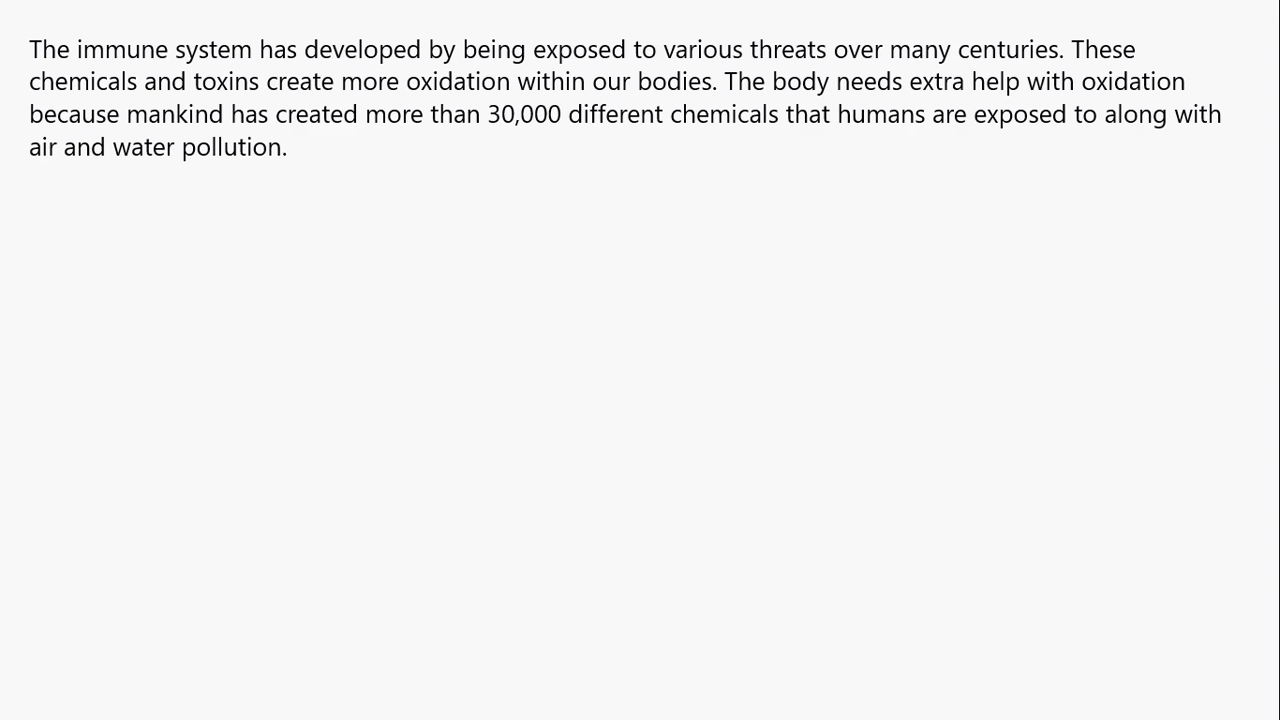 The immune system has developed by being exposed to various threats over many centuries. These
chemicals and toxins create more oxidation within our bodies. The body needs extra help with oxidation
because mankind has created more than 30,000 different chemicals that humans are exposed to along with
air and water pollution.